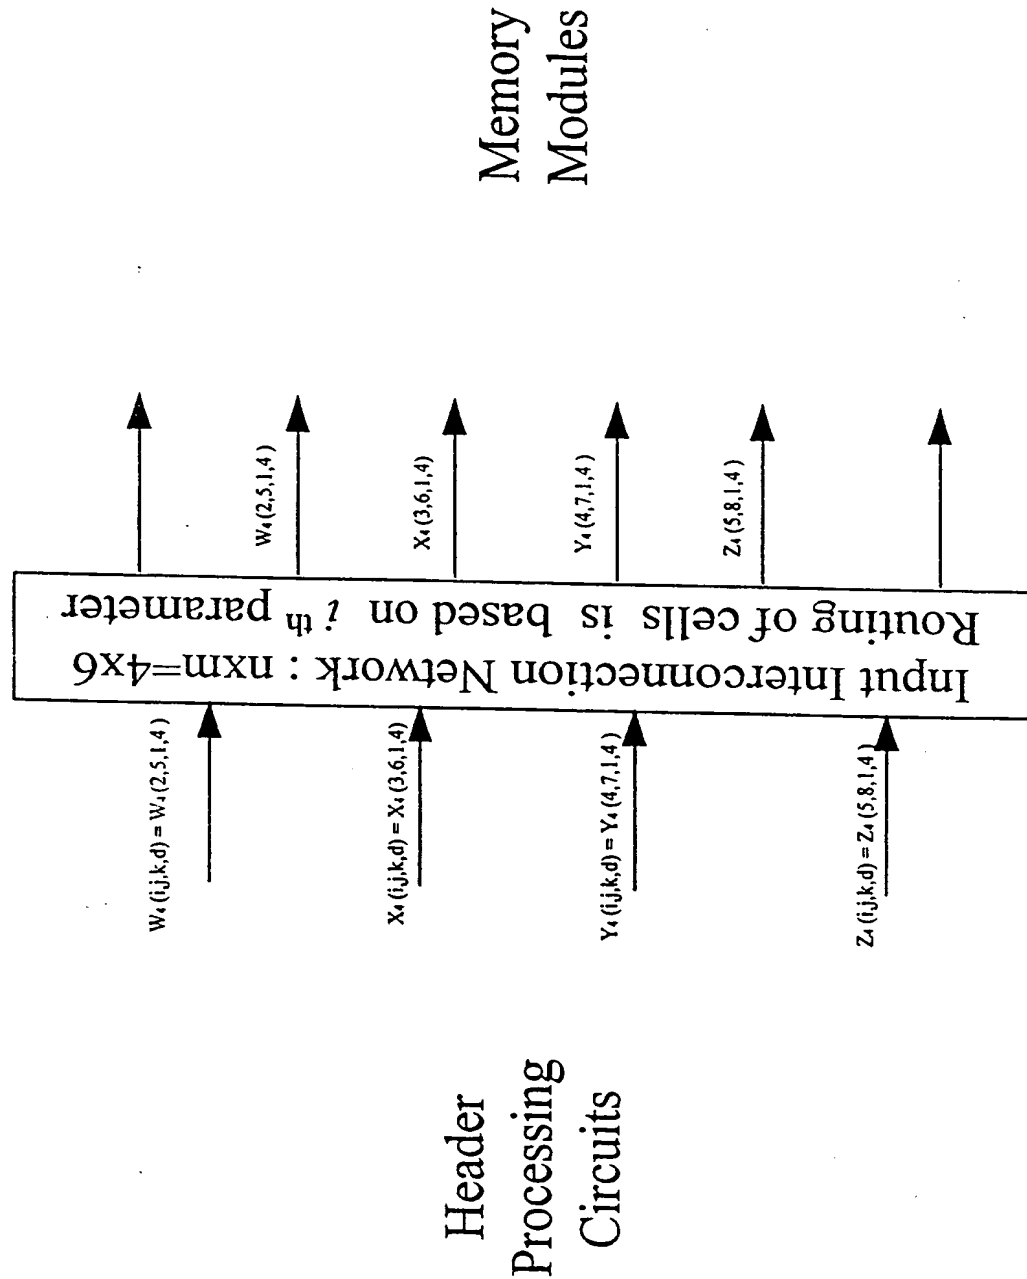 Header
Processing
Circuits
W4 (i,j,k,d) = W4 (2,5,1,4)
X4 (i,j,k,d) = X4 (3,6,1,4)
Y4 (i,j,k,d) = Y4 (4,7,1,4)
Z4 (i,j,k,d) = Z4 (5,8,1,4)
Input Interconnection Network : nxm=4x6
Routing of cells is based on i th parameter
W4 (2,5,1,4)
X4 (3,6,1,4)
Y4 (4,7,1,4)
Z4 (5,8,1,4)
Memory
Modules